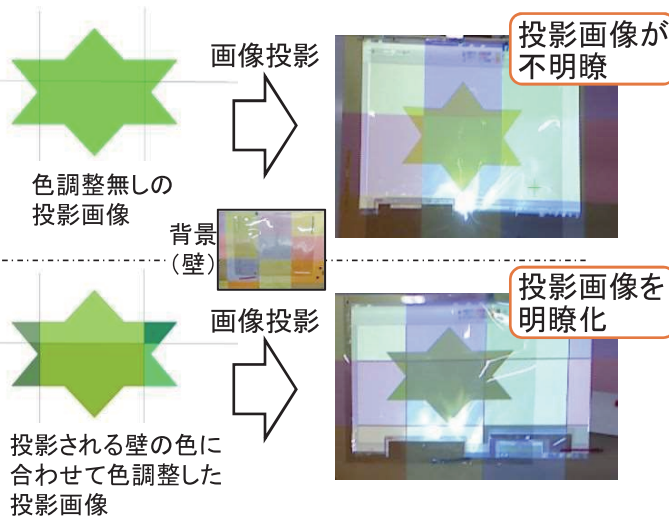 画像投影
投影画像が
不明瞭
色調整無しの
投影画像
背景
(壁)
画像投影
投影画像を
明瞭化
投影される壁の色に
合わせて色調整した
投影画像